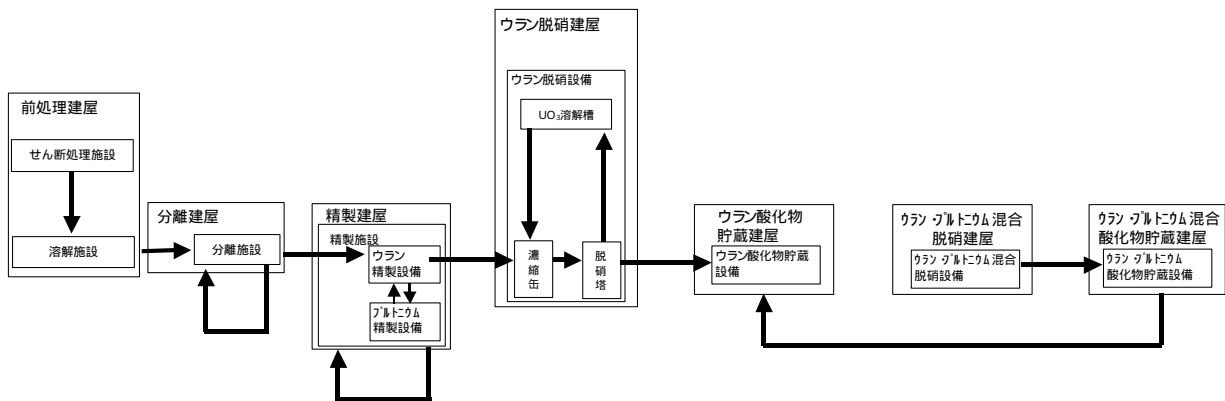 前処理建屋
せん断処理施設
溶解施設
分離建屋
分離施設
精製建屋
精製施設
ウラン
精製設備
プルトニウム
精製設備
ウラン脱硝建屋
ウラン脱硝設備
UO₃溶解槽
濃縮缶
脱硝塔
ウラン酸化物
貯蔵建屋
ウラン酸化物貯蔵
設備
ウラン・プルトニウム混合
脱硝建屋
ウラン・プルトニウム混合
脱硝設備
ウラン・プルトニウム混合
酸化物貯蔵建屋
ウラン・プルトニウム
酸化物貯蔵設備